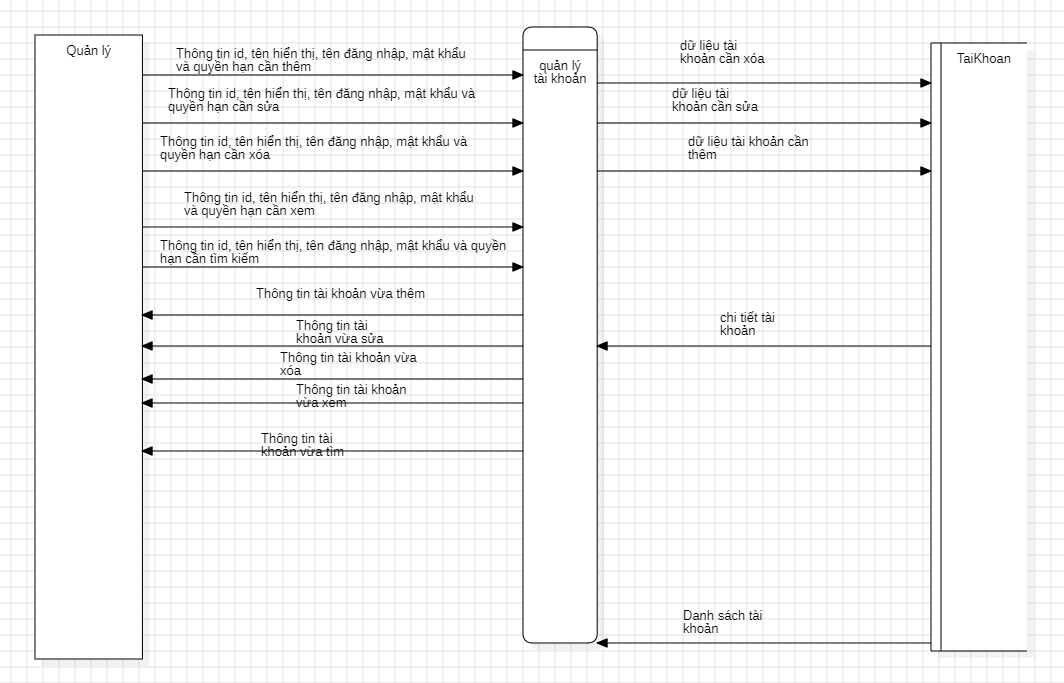 Quản lý
Thông tin id, tên hiển thị, tên đăng nhập, mật khẩu
và quyền hạn cần thêm
Thông tin id, tên hiển thị, tên đăng nhập, mật khẩu và
quyền hạn cần sửa
Thông tin id, tên hiển thị, tên đăng nhập, mật khẩu và
quyền hạn cần xóa
Thông tin id, tên hiển thị, tên đăng nhập, mật khẩu
và quyền hạn cần xem
Thông tin id, tên hiển thị, tên đăng nhập, mật khẩu và quyền
hạn cần tìm kiếm
Thông tin tài khoản vừa thêm
Thông tin tài
khoản vừa sửa
Thông tin tài khoản vừa
xóa
Thông tin tài khoản
vừa xem
Thông tin tài
khoản vừa tìm
quản lý
tài khoản
dữ liệu tài
khoản cần xóa
dữ liệu tài
khoản cần sửa
dữ liệu tài khoản cần
thêm
chi tiết tài
khoản
Danh sách tài
khoản
TaiKhoan